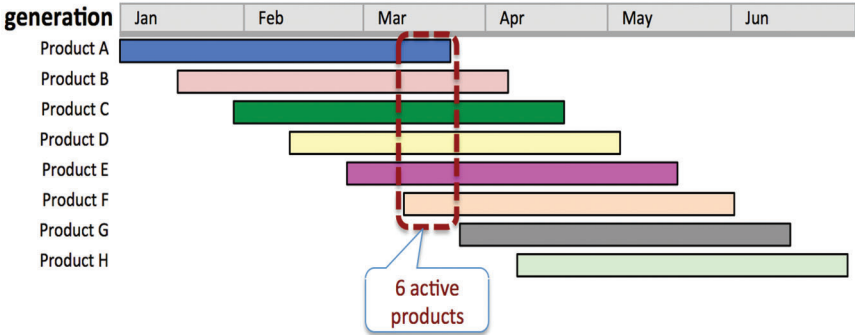 generation Jan Feb Mar Apr May Jun
Product A
Product B
Product C
Product D
Product E
Product F
Product G
Product H
6 active
products